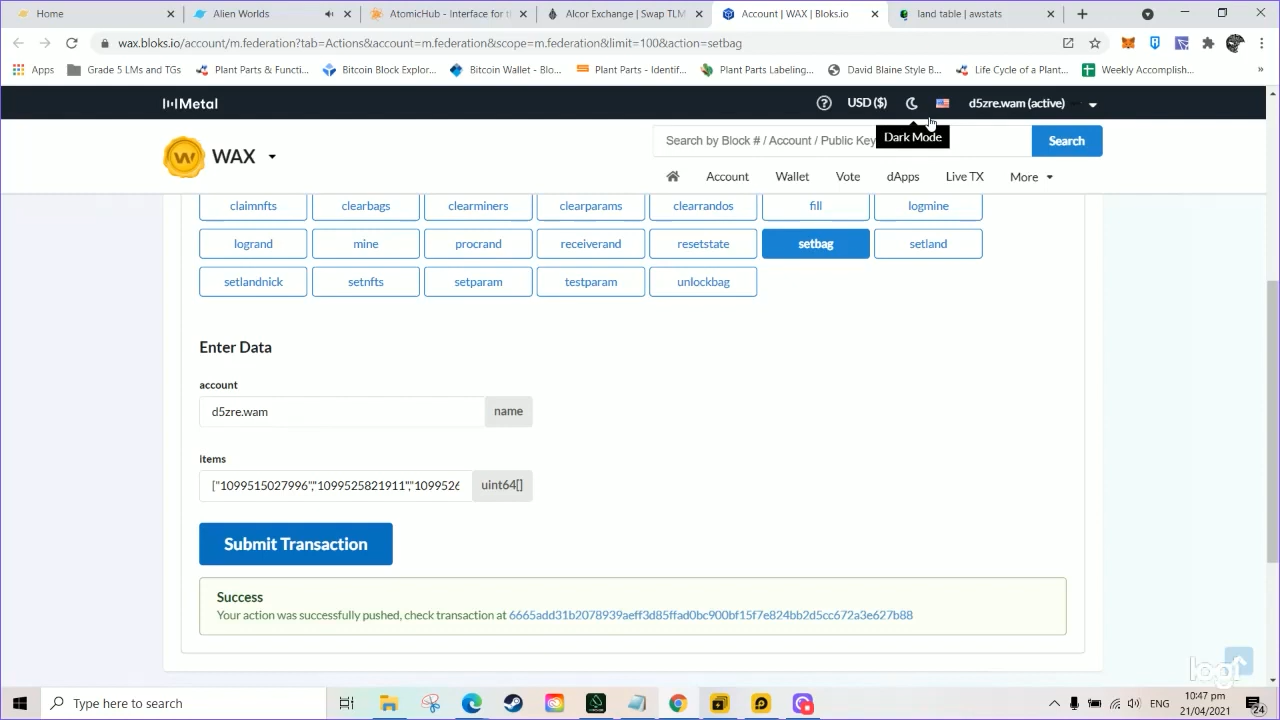 Home
Alien Worlds
AtomicHub - Interface for t
Alcor Exchange | Swap TLM
Account | WAX | Bloks.io
land table | awstats
wax.bloks.io/account/m.federation?tab=Actions&account=m.federation&scope=m.federation&limit=100&action=setbag
Apps
Grade 5 LMs and TGs
Plant Parts & Functi...
Bitcoin Block Explor...
Bitcoin Wallet - Blo...
Plant Parts - Identif...
Plant Parts Labeling...
David Blaine Style B...
Life Cycle of a Plant...
Weekly Accomplish...
»
Metal
USD ($)
d5zre.wam (active)
WAX
Search by Block # / Account / Public Key
Dark Mode
Search
Account
Wallet
Vote
dApps
Live TX
More
claimnfts
clearbags
clearminers
clearparams
clearrandos
fill
logmine
logrand
mine
procrand
receiverand
resetstate
setbag
setland
setlandnick
setnfts
setparam
testparam
unlockbag
Enter Data
account
d5zre.wam
name
items
["1099515027996","1099525821911","1099526
uint64[]
Submit Transaction
Success
Your action was successfully pushed, check transaction at 6665add31b2078939aeff3d85ffad0bc900bf15f7e824bb2d5cc672a3e627b88
Type here to search
ENG
10:47 pm
21/04/2021
24